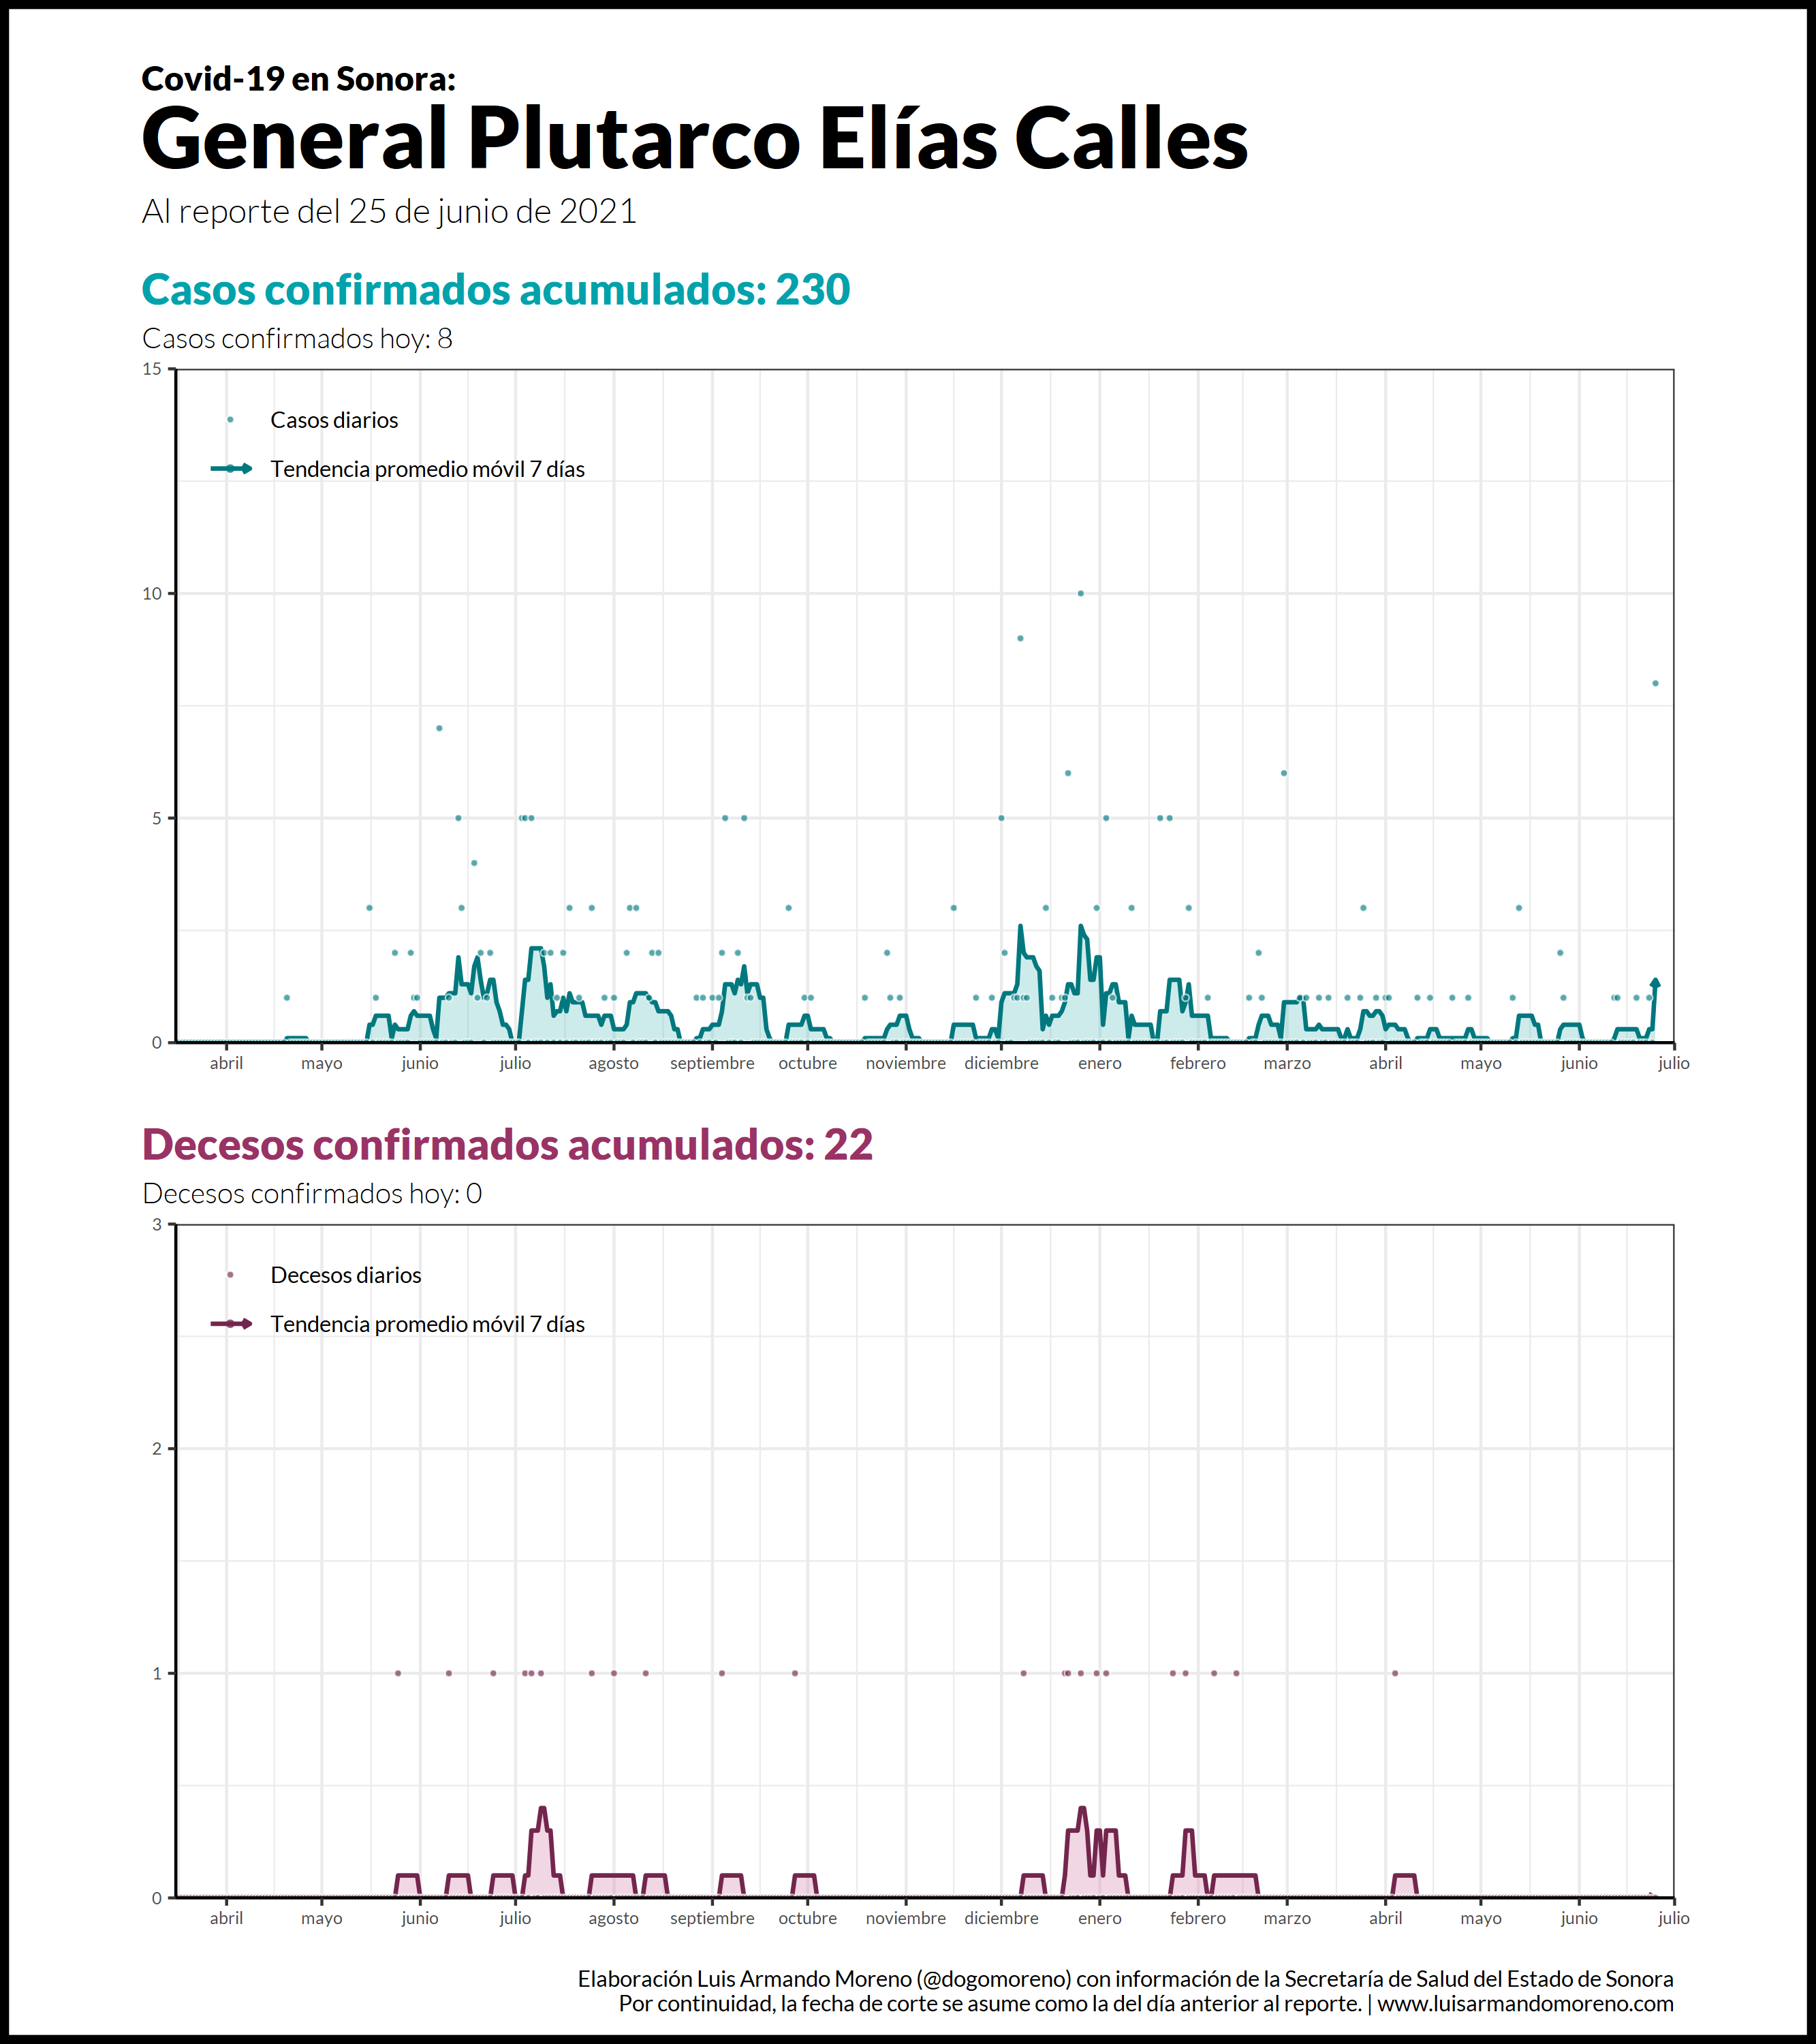 Covid-19 en Sonora:
General Plutarco Elías Calles
Al reporte del 25 de junio de 2021
Casos confirmados acumulados: 230
Casos confirmados hoy: 8
15
Casos diarios
Tendencia promedio móvil 7 días
10
5
0
abril mayo junio julio agosto septiembre octubre noviembre diciembre enero febrero marzo abril mayo junio julio
Decesos confirmados acumulados: 22
Decesos confirmados hoy: 0
3
Decesos diarios
Tendencia promedio móvil 7 días
2
1
0
abril mayo junio julio agosto septiembre octubre noviembre diciembre enero febrero marzo abril mayo junio julio
Elaboración Luis Armando Moreno (@dogomoreno) con información de la Secretaría de Salud del Estado de Sonora
Por continuidad, la fecha de corte se asume como la del día anterior al reporte. | www.luisarmandomoreno.com